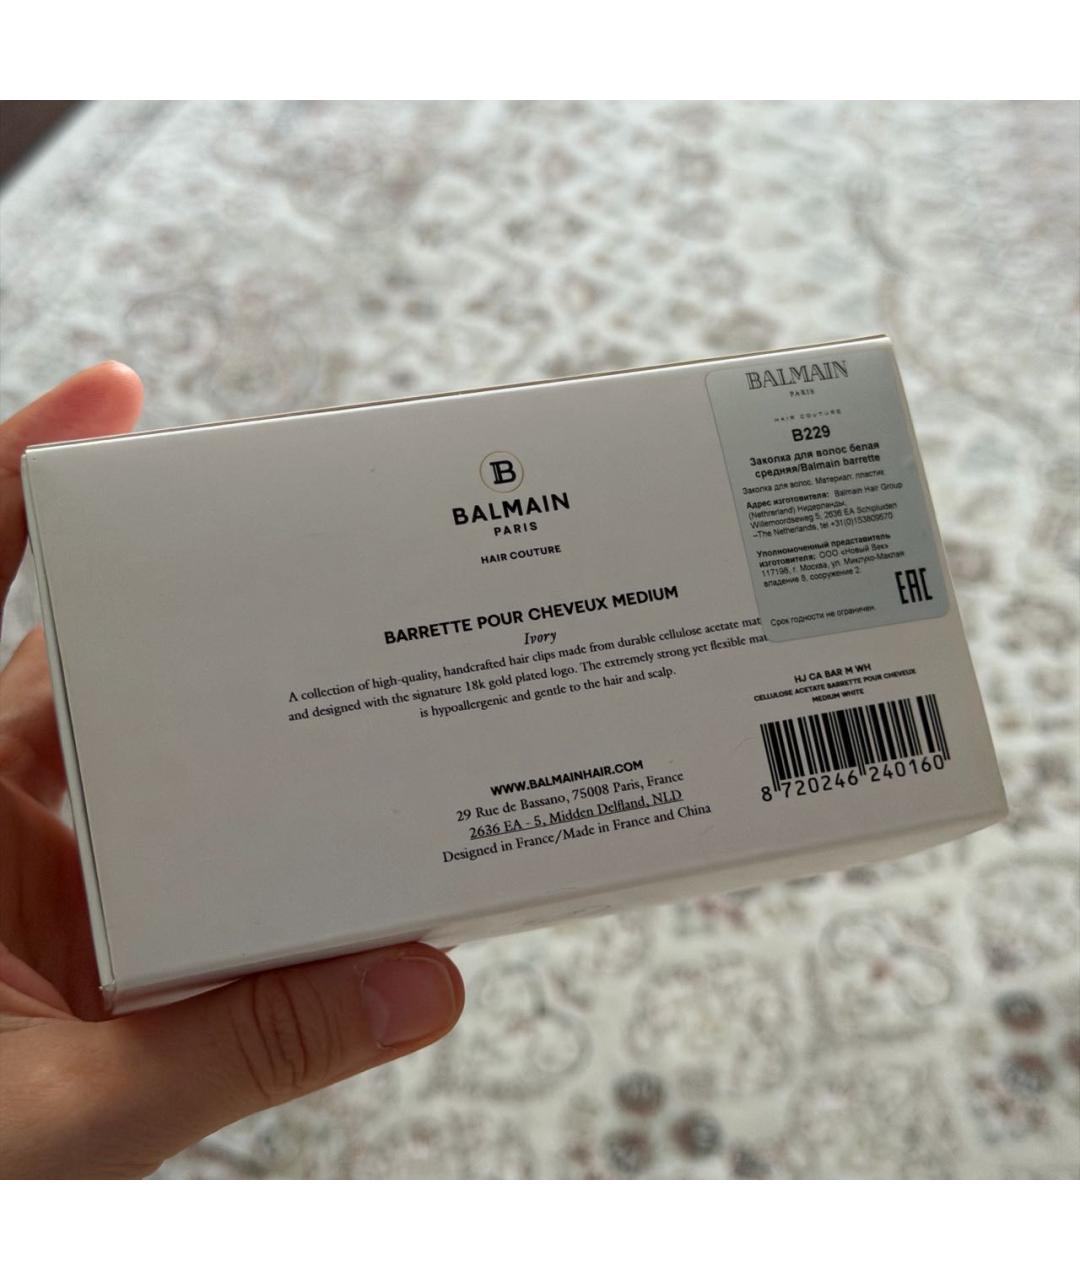 B
BALMAIN
PARIS
HAIR COUTURE
BARRETTE POUR CHEVEUX MEDIUM
Ivory
A collection of high-quality, handcrafted hair clips made from durable cellulose acetate mat
and designed with the signature 18k gold plated logo. The extremely strong yet flexible mat
is hypoallergenic and gentle to the hair and scalp.
WWW.BALMAINHAIR.COM
29 Rue de Bassano, 75008 Paris, France
2636 EA - 5, Midden Delfland, NLD
Designed in France/Made in France and China
BALMAIN
PARIS
HAIR COUTURE
B229
Заколка для волос белая
средняя/Balmain barrette
Заколка для волос. Материал: пластик
Адрес изготовителя: Balmain Hair Group
(Nethrerland) Нидерланды,
Willemoordseweg 5, 2636 EA Schipluiden
–The Netherlands, tel +31(0)153809570
Уполномоченный представитель
изготовителя: ООО «Новый Век»
117198, г. Москва, ул. Миклухо-Маклая
владение 8, сооружение 2.
EAC
Срок годности не ограничен.
HJ CA BAR M WH
CELLULOSE ACETATE BARRETTE POUR CHEVEUX
MEDIUM WHITE
8 720246 240160